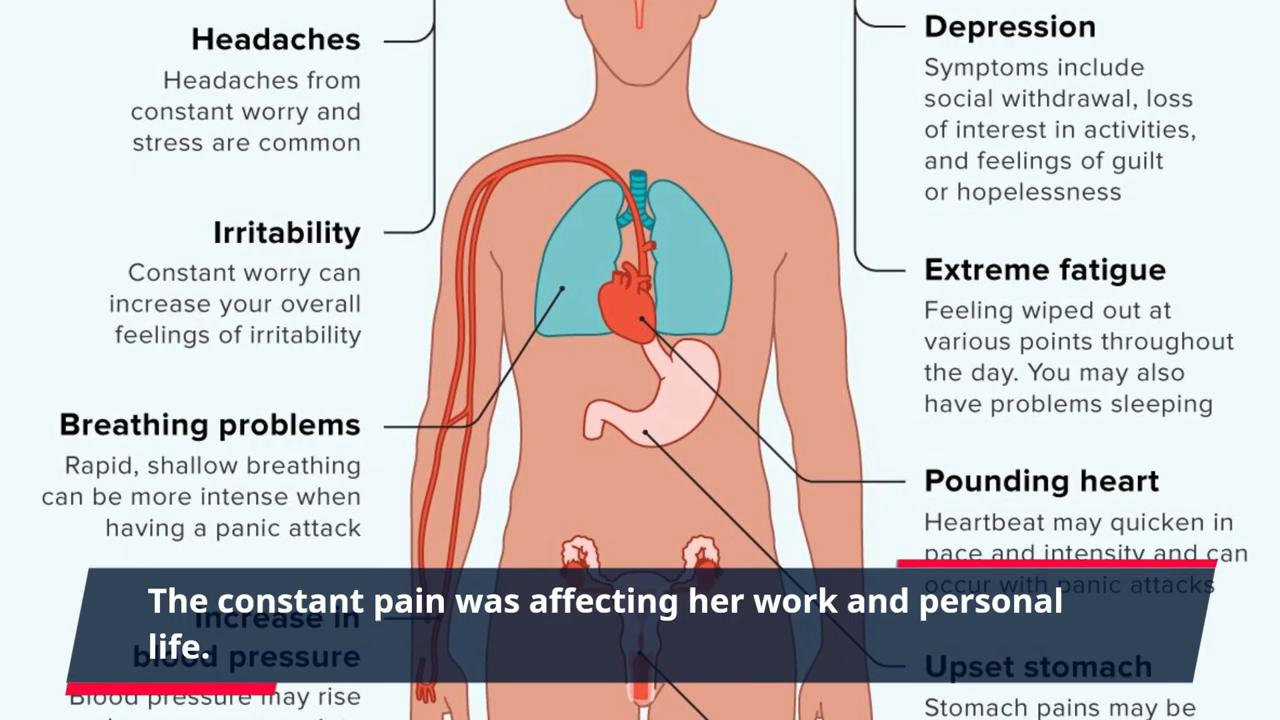 Headaches
Headaches from
constant worry and
stress are common
Irritability
Constant worry can
increase your overall
feelings of irritability
Breathing problems
Rapid, shallow breathing
can be more intense when
having a panic attack
Increase in
blood pressure
Blood pressure may rise
Depression
Symptoms include
social withdrawal, loss
of interest in activities,
and feelings of guilt
or hopelessness
Extreme fatigue
Feeling wiped out at
various points throughout
the day. You may also
have problems sleeping
Pounding heart
Heartbeat may quicken in
pace and intensity and can
occur with panic attacks
Upset stomach
Stomach pains may be
The constant pain was affecting her work and personal
life.